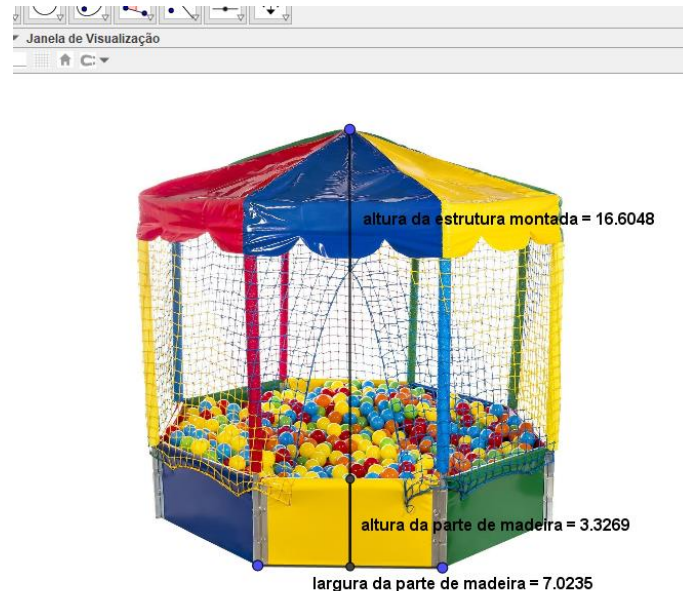 Janela de Visualização
altura da estrutura montada = 16.6048
altura da parte de madeira = 3.3269
largura da parte de madeira = 7.0235